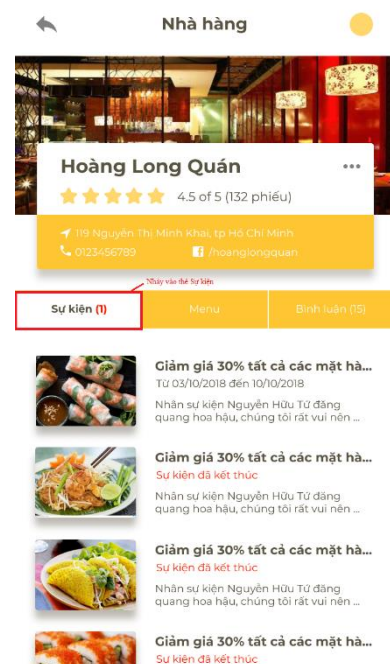 Nhà hàng
Hoàng Long Quán
4.5 of 5 (132 phiếu)
119 Nguyễn Thị Minh Khai, tp Hồ Chí Minh
0123456789
/hoanglongquan
Nhảy vào thẻ Sự kiện
Sự kiện (1)
Menu
Bình luận (15)
Giảm giá 30% tất cả các mặt hà...
Từ 03/10/2018 đến 10/10/2018
Nhân sự kiện Nguyễn Hữu Tứ đăng
quang hoa hậu, chúng tôi rất vui nên ...
Giảm giá 30% tất cả các mặt hà...
Sự kiện đã kết thúc
Nhân sự kiện Nguyễn Hữu Tứ đăng
quang hoa hậu, chúng tôi rất vui nên ...
Giảm giá 30% tất cả các mặt hà...
Sự kiện đã kết thúc
Nhân sự kiện Nguyễn Hữu Tứ đăng
quang hoa hậu, chúng tôi rất vui nên ...
Giảm giá 30% tất cả các mặt hà...
Sự kiện đã kết thúc